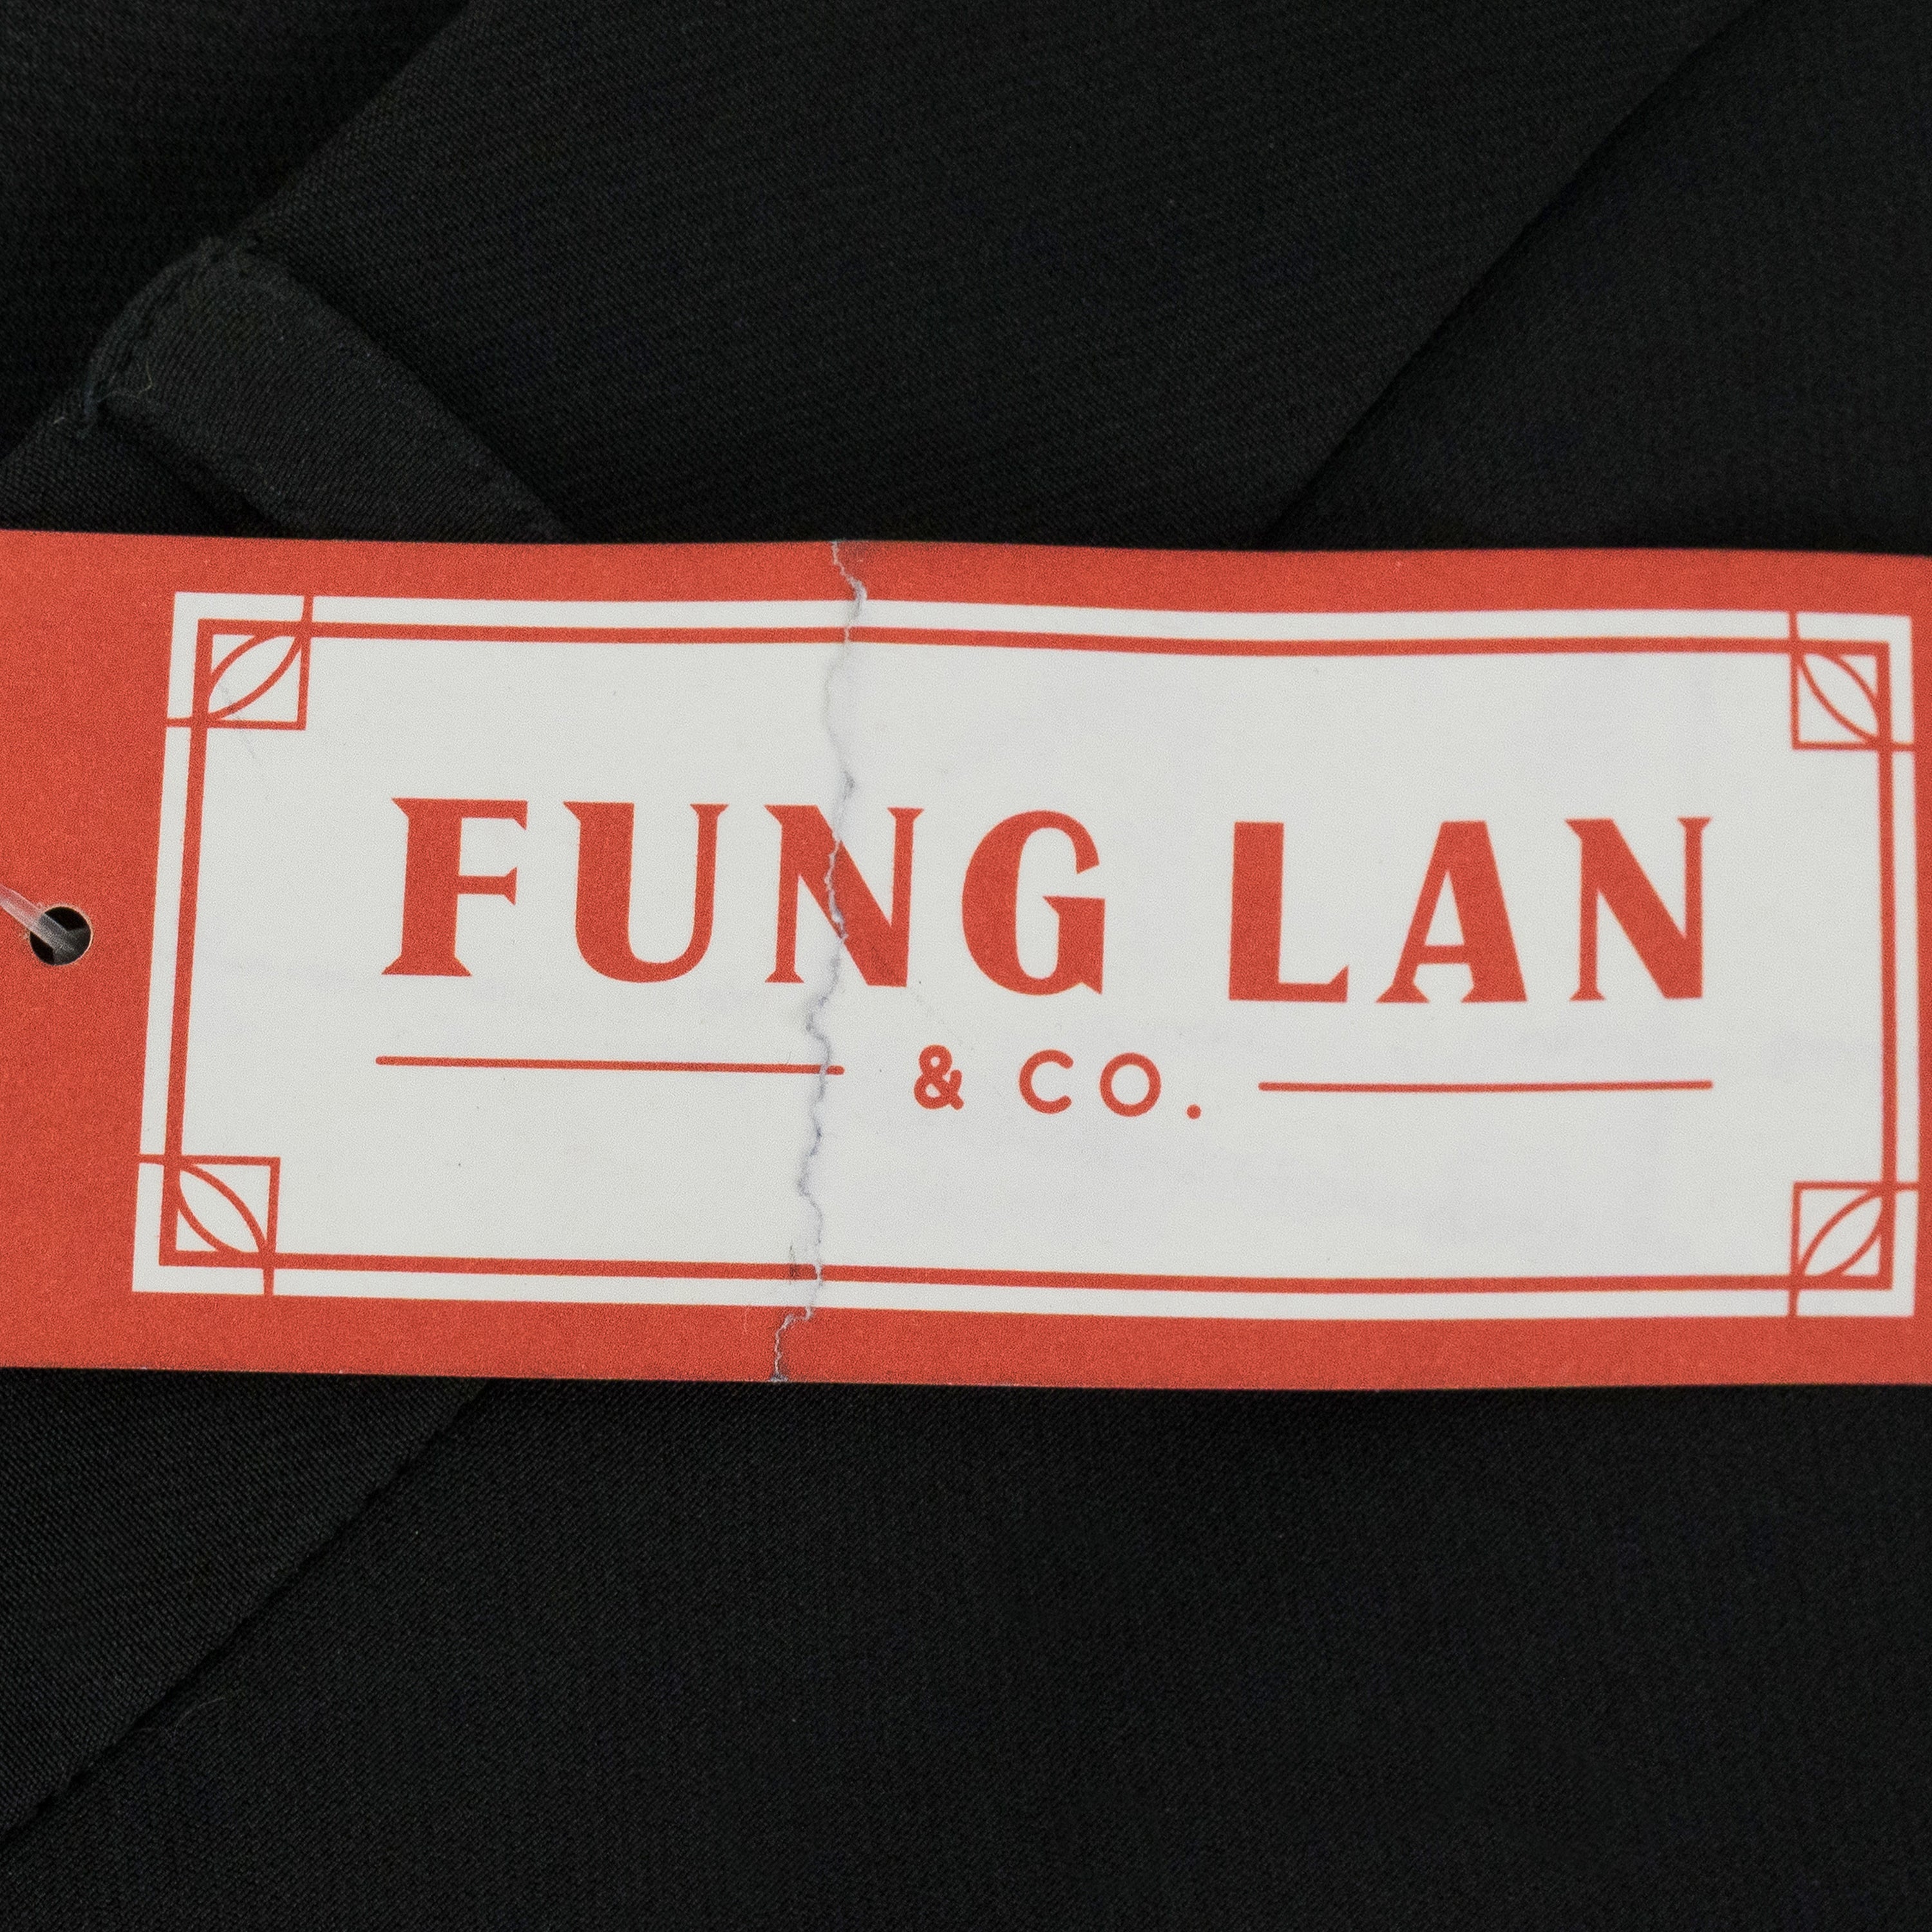 FUNG LAN
& CO.